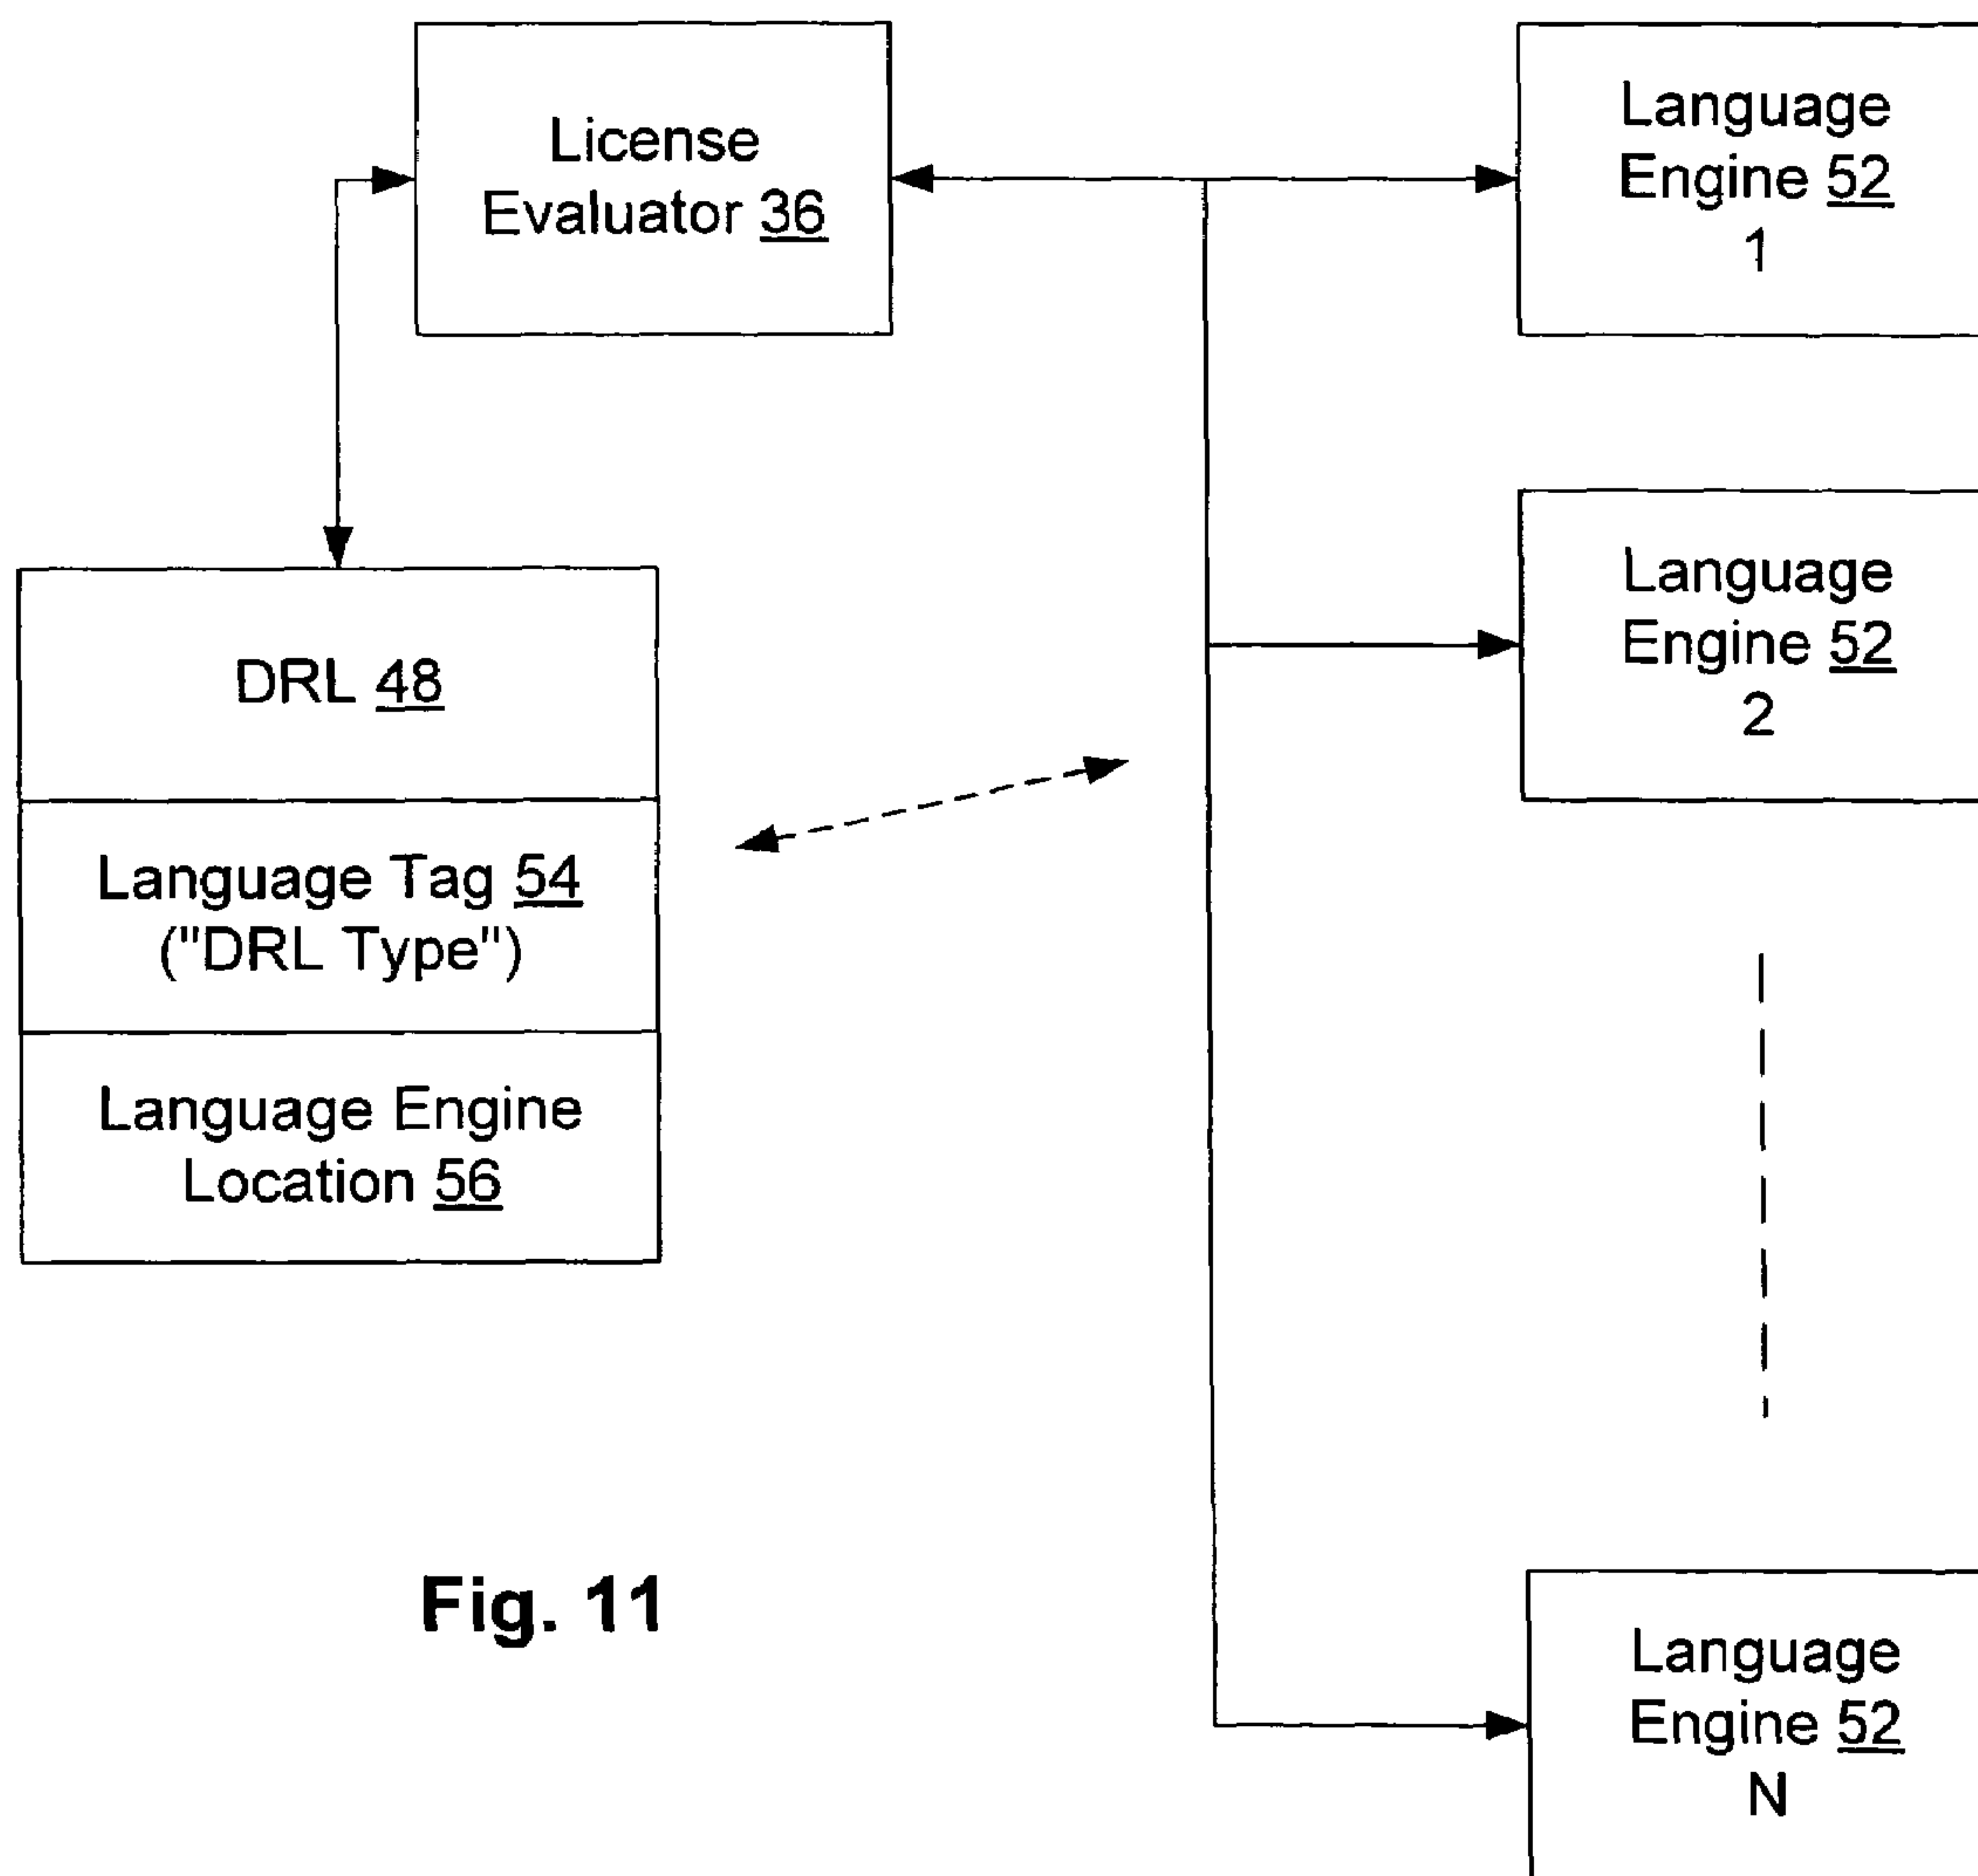 License
Evaluator 36
Language
Engine 52
1
Language
Engine 52
2
DRL 48
Language Tag 54
("DRL Type")
Language Engine
Location 56
Fig. 11
Language
Engine 52
N